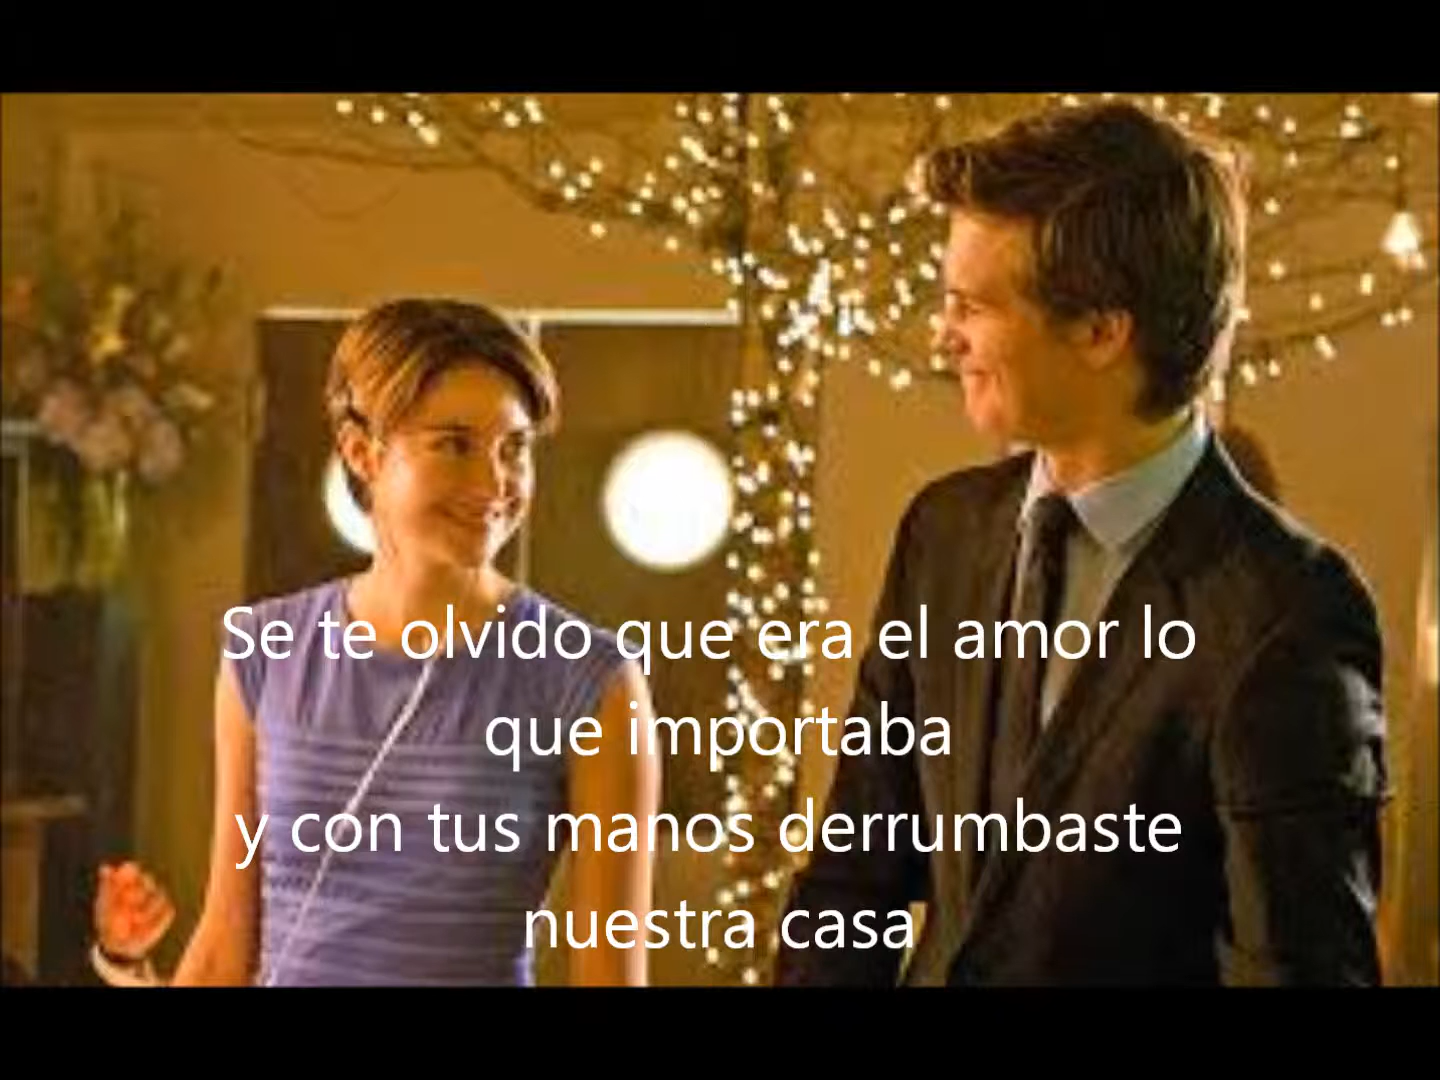 Se te olvido que era el amor lo
que importaba
y con tus manos derrumbaste
nuestra casa